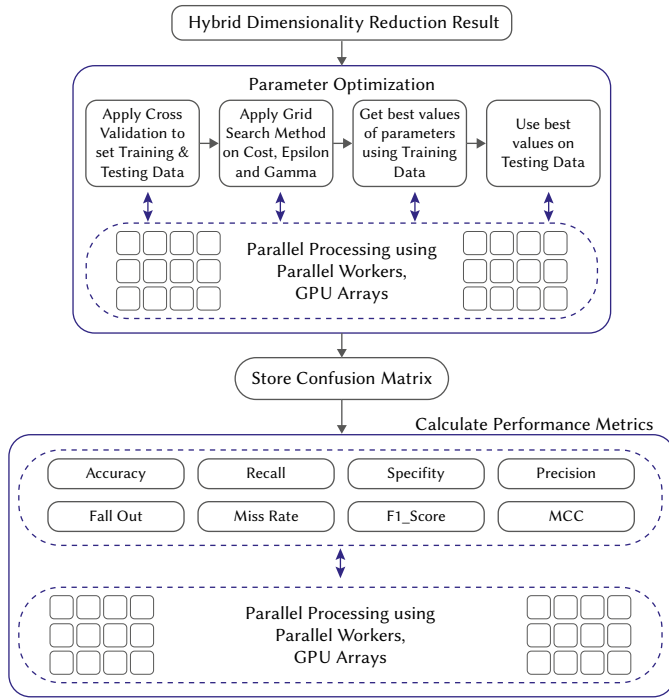 Hybrid Dimensionality Reduction Result
Parameter Optimization
Apply Cross
Validation to
set Training &
Testing Data
Apply Grid
Search Method
on Cost, Epsilon
and Gamma
Get best values
of parameters
using Training
Data
Use best
values on
Testing Data
Parallel Processing using
Parallel Workers,
GPU Arrays
Store Confusion Matrix
Calculate Performance Metrics
Accuracy
Recall
Specifity
Precision
Fall Out
Miss Rate
F1_Score
MCC
Parallel Processing using
Parallel Workers,
GPU Arrays